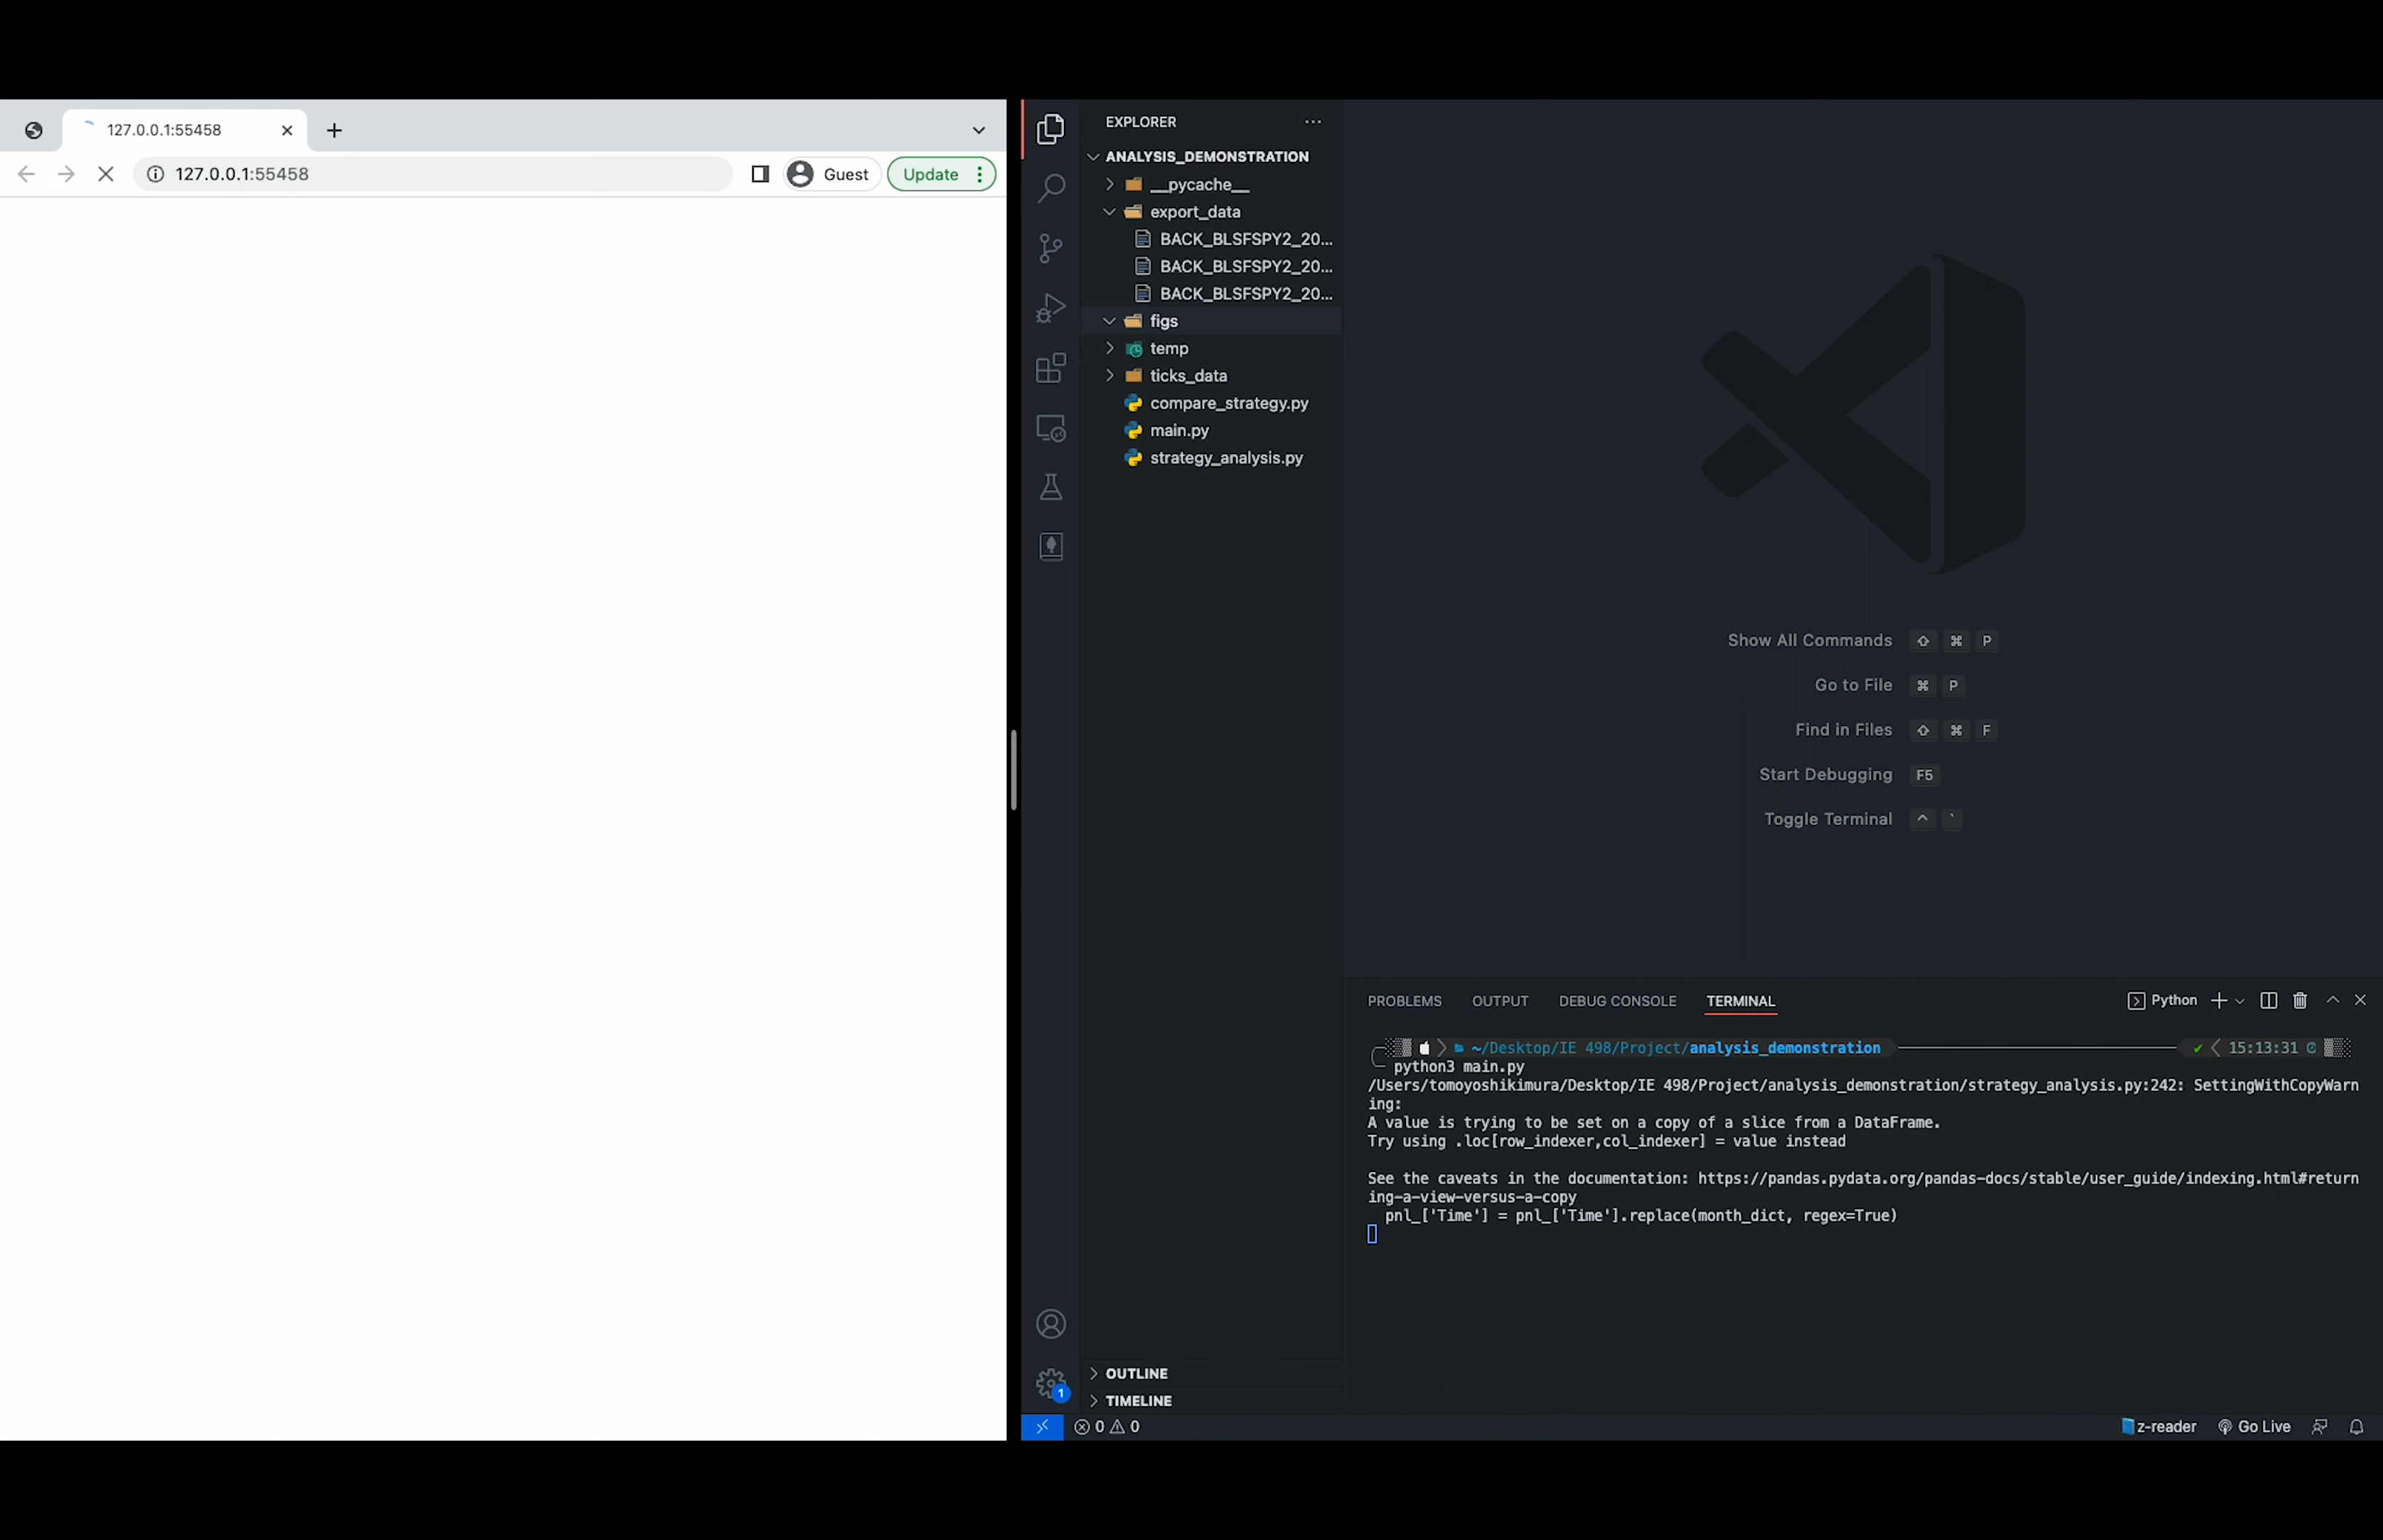 127.0.0.1:55458
127.0.0.1:55458
Guest
Update
EXPLORER
ANALYSIS_DEMONSTRATION
__pycache__
export_data
BACK_BLSFSPY2_20...
BACK_BLSFSPY2_20...
BACK_BLSFSPY2_20...
figs
temp
ticks_data
compare_strategy.py
main.py
strategy_analysis.py
Show All Commands ⇧ ⌘ P
Go to File ⌘ P
Find in Files ⇧ ⌘ F
Start Debugging F5
Toggle Terminal ^ `
PROBLEMS OUTPUT DEBUG CONSOLE TERMINAL
Python
~/Desktop/IE 498/Project/analysis_demonstration ✓ 15:13:31
python3 main.py
/Users/tomoyoshikimura/Desktop/IE 498/Project/analysis_demonstration/strategy_analysis.py:242: SettingWithCopyWarn
ing:
A value is trying to be set on a copy of a slice from a DataFrame.
Try using .loc[row_indexer,col_indexer] = value instead
See the caveats in the documentation: https://pandas.pydata.org/pandas-docs/stable/user_guide/indexing.html#return
ing-a-view-versus-a-copy
pnl_['Time'] = pnl_['Time'].replace(month_dict, regex=True)
OUTLINE
1
TIMELINE
0 0
z-reader
Go Live